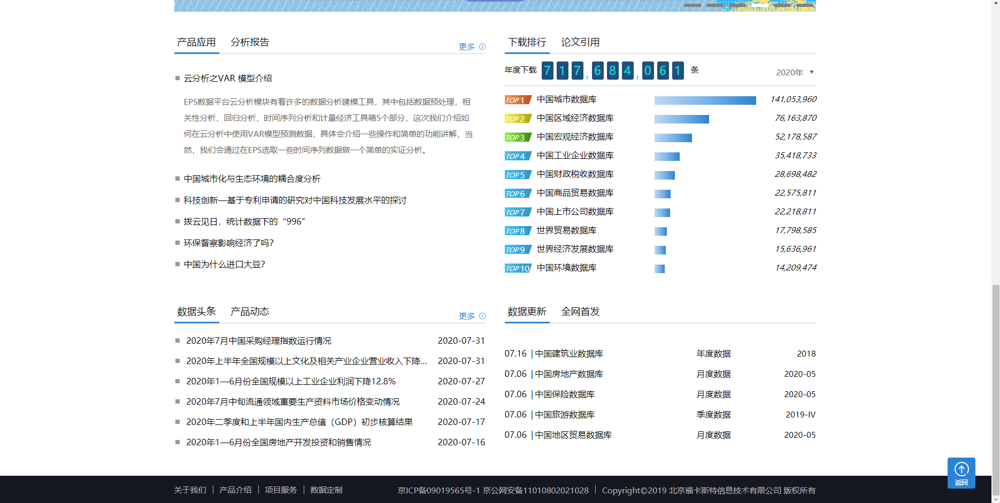 产品应用 分析报告 更多
云分析之VAR 模型介绍
EPS数据平台云分析模块有着许多的数据分析建模工具，其中包括数据预处理，相
关性分析，回归分析，时间序列分析和计量经济工具箱5个部分，这次我们介绍如
何在云分析中使用VAR模型预测数据，具体会介绍一些操作和简单的功能讲解，当
然，我们会通过在EPS选取一些时间序列数据做一个简单的实证分析。
中国城市化与生态环境的耦合度分析
科技创新—基于专利申请的研究对中国科技发展水平的探讨
拨云见日，统计数据下的“996”
环保督察影响经济了吗?
中国为什么进口大豆?
下载排行 论文引用
年度下载 717,684,061 条 2020年
TOP 1 中国城市数据库 141,053,960
TOP 2 中国区域经济数据库 76,163,870
TOP 3 中国宏观经济数据库 52,178,587
TOP 4 中国工业企业数据库 35,418,733
TOP 5 中国财政税收数据库 28,698,482
TOP 6 中国商品贸易数据库 22,575,811
TOP 7 中国上市公司数据库 22,218,811
TOP 8 世界贸易数据库 17,798,585
TOP 9 世界经济发展数据库 15,636,961
TOP 10 中国环境数据库 14,209,474
数据头条 产品动态 更多
2020年7月中国采购经理指数运行情况 2020-07-31
2020年上半年全国规模以上文化及相关产业企业营业收入下降... 2020-07-31
2020年1—6月份全国规模以上工业企业利润下降12.8% 2020-07-27
2020年7月中旬流通领域重要生产资料市场价格变动情况 2020-07-24
2020年二季度和上半年国内生产总值（GDP）初步核算结果 2020-07-17
2020年1—6月份全国房地产开发投资和销售情况 2020-07-16
数据更新 全网首发
07.16 | 中国建筑业数据库 年度数据 2018
07.06 | 中国房地产数据库 月度数据 2020-05
07.06 | 中国保险数据库 月度数据 2020-05
07.06 | 中国旅游数据库 季度数据 2019-IV
07.06 | 中国地区贸易数据库 月度数据 2020-05
返回
关于我们 | 产品介绍 | 项目服务 | 数据定制 京ICP备09019565号-1 京公网安备11010802021028 | Copyright©2019 北京福卡斯特信息技术有限公司 版权所有